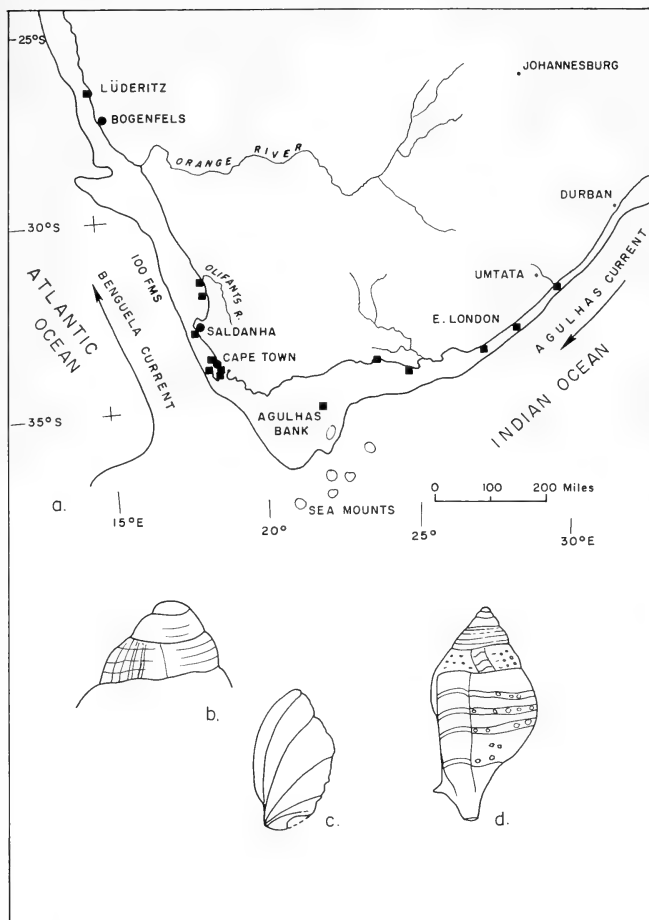 25°S
JOHANNESBURG
LÜDERITZ
BOGENFELS
ORANGE RIVER
DURBAN
30°S
100 FMS
OLIFANTS R.
UMTATA
ATLANTIC
OCEAN
BENGUELA CURRENT
SALDANHA
E. LONDON
AGULHAS CURRENT
CAPE TOWN
INDIAN OCEAN
AGULHAS
BANK
35°S
0 100 200 Miles
a.
SEA MOUNTS
15°E
20°
25°
30°E
b.
c.
d.